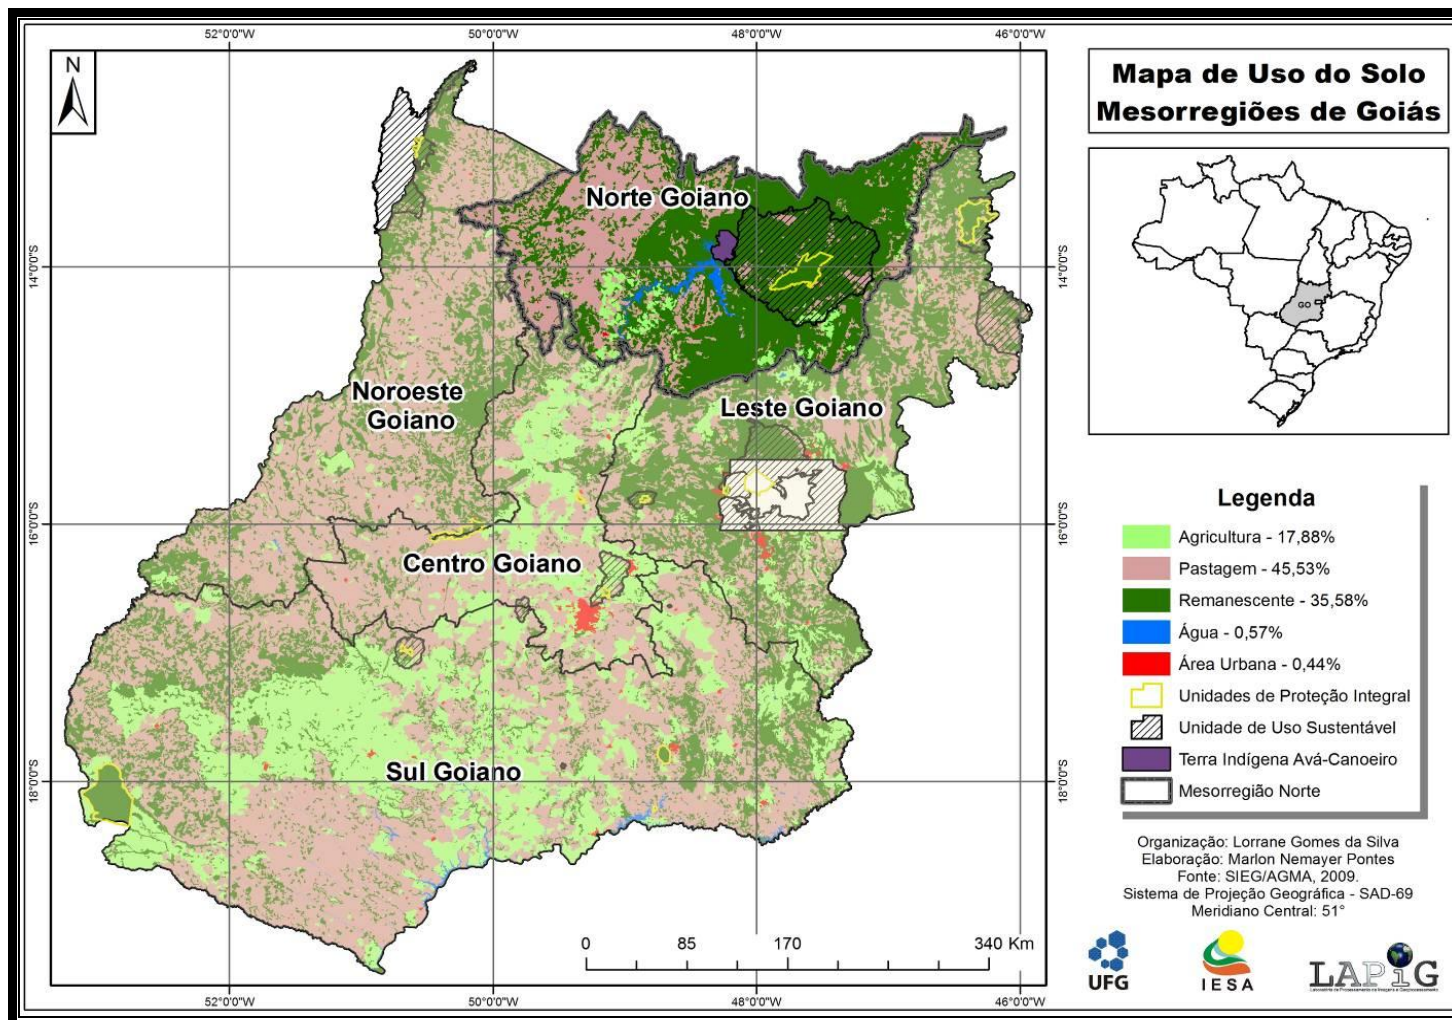 Mapa de Uso do Solo
Mesorregiões de Goiás
52°0'0"W
50°0'0"W
48°0'0"W
46°0'0"W
N
14°0'0"S
14°0'0"S
16°0'0"S
16°0'0"S
18°0'0"S
18°0'0"S
Norte Goiano
Noroeste
Goiano
Leste Goiano
Centro Goiano
Sul Goiano
GO
0 85 170 340 Km
52°0'0"W
50°0'0"W
48°0'0"W
46°0'0"W
Legenda
Agricultura - 17,88%
Pastagem - 45,53%
Remanescente - 35,58%
Água - 0,57%
Área Urbana - 0,44%
Unidades de Proteção Integral
Unidade de Uso Sustentável
Terra Indígena Avá-Canoeiro
Mesorregião Norte
Organização: Lorrane Gomes da Silva
Elaboração: Marlon Nemayer Pontes
Fonte: SIEG/AGMA, 2009.
Sistema de Projeção Geográfica - SAD-69
Meridiano Central: 51°
UFG
IESA
LAPiG